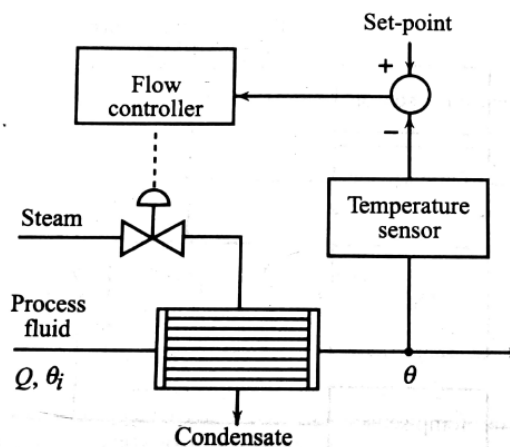 Set-point
+
Flow
controller
−
Steam
Temperature
sensor
Process
fluid
Q, θi
θ
Condensate